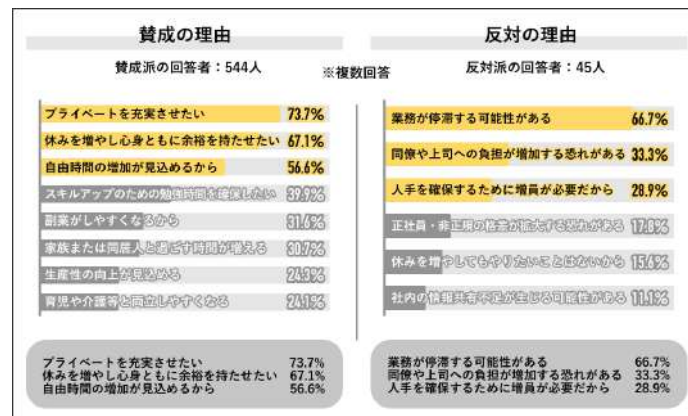 賛成の理由
賛成派の回答者：544人
※複数回答
プライベートを充実させたい 73.7%
休みを増やし心身ともに余裕を持たせたい 67.1%
自由時間の増加が見込めるから 56.6%
スキルアップのための勉強時間を確保したい 39.9%
副業がしやすくなるから 31.6%
家族または同居人と過ごす時間が増える 30.7%
生産性の向上が見込める 24.3%
育児や介護等と両立しやすくなる 24.1%
プライベートを充実させたい 73.7%
休みを増やし心身ともに余裕を持たせたい 67.1%
自由時間の増加が見込めるから 56.6%
反対の理由
反対派の回答者：45人
業務が停滞する可能性がある 66.7%
同僚や上司への負担が増加する恐れがある 33.3%
人手を確保するために増員が必要だから 28.9%
正社員・非正規の格差が拡大する恐れがある 17.8%
休みを増やしてもやりたいことはないから 15.6%
社内の情報共有不足が生じる可能性がある 11.1%
業務が停滞する可能性がある 66.7%
同僚や上司への負担が増加する恐れがある 33.3%
人手を確保するために増員が必要だから 28.9%